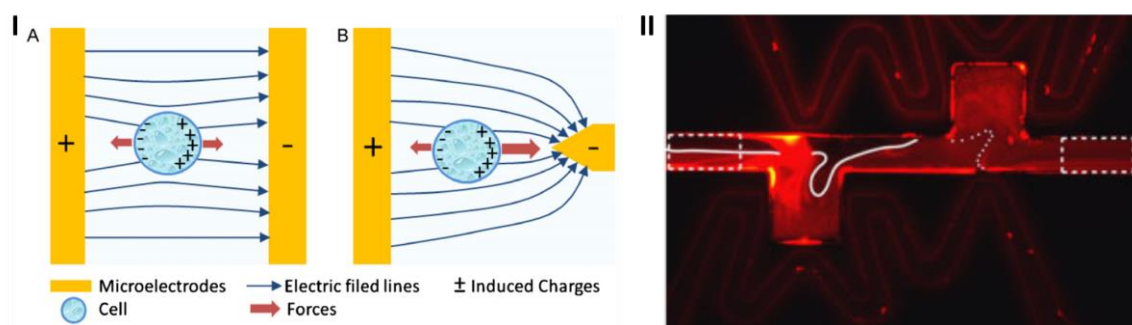 I
A
B
II
+
-
+
-
Microelectrodes
Electric filed lines
± Induced Charges
Cell
Forces